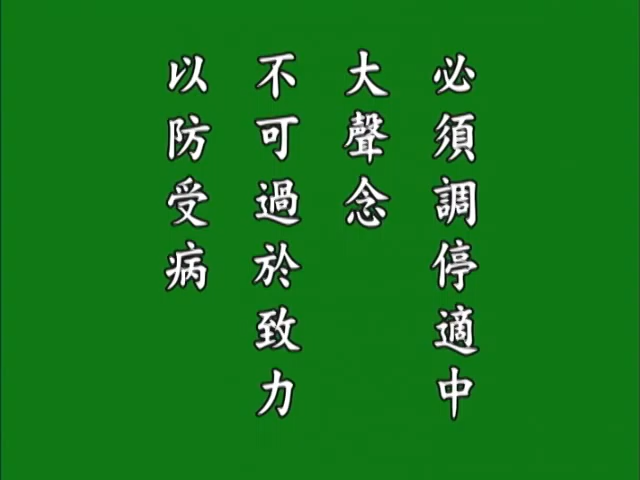 必須調停適中
大聲念
不可過於致力
以防受病